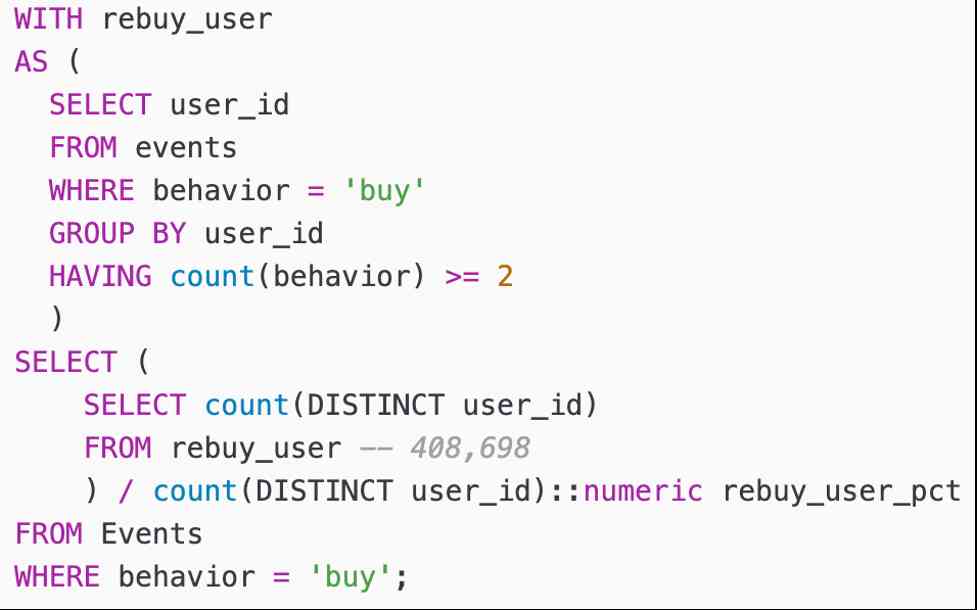 WITH rebuy_user
AS (
  SELECT user_id
  FROM events
  WHERE behavior = 'buy'
  GROUP BY user_id
  HAVING count(behavior) >= 2
  )
SELECT (
    SELECT count(DISTINCT user_id)
    FROM rebuy_user -- 408,698
    ) / count(DISTINCT user_id)::numeric rebuy_user_pct
FROM Events
WHERE behavior = 'buy';